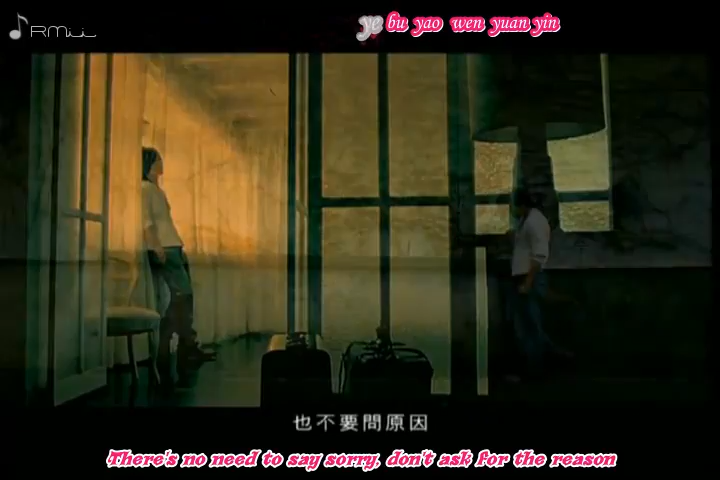 RMii
ye bu yao wen yuan yin
也不要問原因
There's no need to say sorry, don't ask for the reason